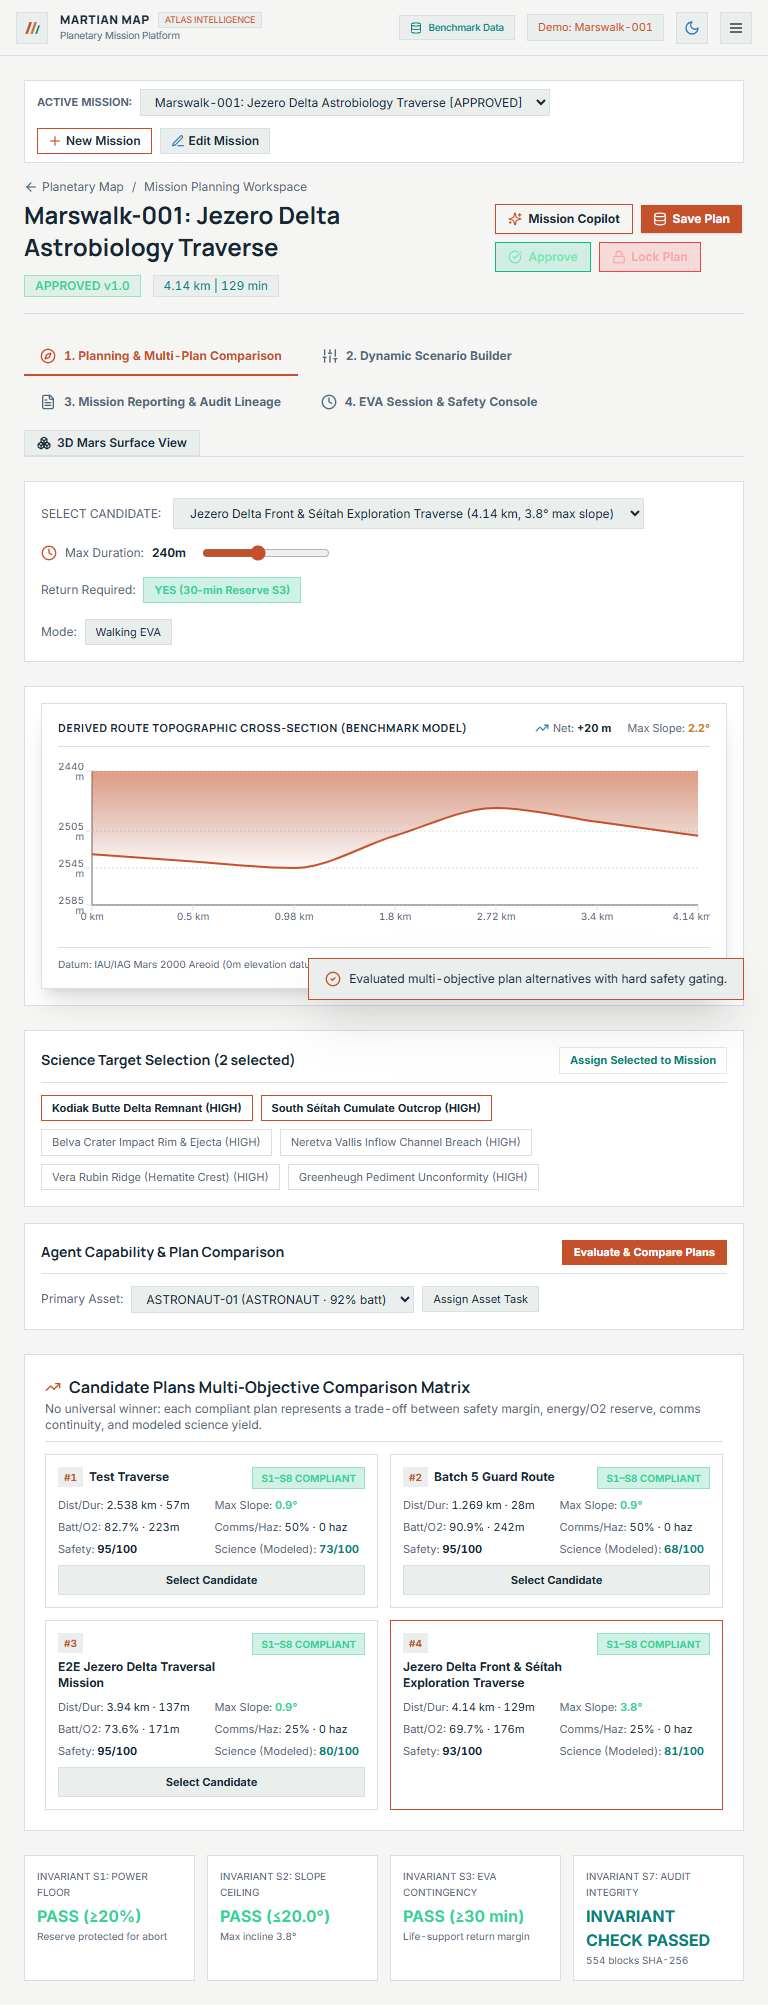 MARTIAN MAP ATLAS INTELLIGENCE
Planetary Mission Platform
Benchmark Data
Demo: Marswalk-001
ACTIVE MISSION: Marswalk-001: Jezero Delta Astrobiology Traverse [APPROVED]
New Mission Edit Mission
Planetary Map / Mission Planning Workspace
Marswalk-001: Jezero Delta
Astrobiology Traverse
Mission Copilot Save Plan
Approve Lock Plan
APPROVED v1.0 4.14 km | 129 min
1. Planning & Multi-Plan Comparison 2. Dynamic Scenario Builder
3. Mission Reporting & Audit Lineage 4. EVA Session & Safety Console
3D Mars Surface View
SELECT CANDIDATE: Jezero Delta Front & Séítah Exploration Traverse (4.14 km, 3.8° max slope)
Max Duration: 240m
Return Required: YES (30-min Reserve S3)
Mode: Walking EVA
DERIVED ROUTE TOPOGRAPHIC CROSS-SECTION (BENCHMARK MODEL) Net: +20 m Max Slope: 2.2°
2440
m
2505
m
2545
m
2585
m
0 km 0.5 km 0.98 km 1.8 km 2.72 km 3.4 km 4.14 km
Datum: IAU/IAG Mars 2000 Areoid (0m elevation datu
Evaluated multi-objective plan alternatives with hard safety gating.
Science Target Selection (2 selected) Assign Selected to Mission
Kodiak Butte Delta Remnant (HIGH) South Séítah Cumulate Outcrop (HIGH)
Belva Crater Impact Rim & Ejecta (HIGH) Neretva Vallis Inflow Channel Breach (HIGH)
Vera Rubin Ridge (Hematite Crest) (HIGH) Greenheugh Pediment Unconformity (HIGH)
Agent Capability & Plan Comparison Evaluate & Compare Plans
Primary Asset: ASTRONAUT-01 (ASTRONAUT · 92% batt) Assign Asset Task
Candidate Plans Multi-Objective Comparison Matrix
No universal winner: each compliant plan represents a trade-off between safety margin, energy/O2 reserve, comms
continuity, and modeled science yield.
#1 Test Traverse S1–S8 COMPLIANT
Dist/Dur: 2.538 km · 57m Max Slope: 0.9°
Batt/O2: 82.7% · 223m Comms/Haz: 50% · 0 haz
Safety: 95/100 Science (Modeled): 73/100
Select Candidate
#2 Batch 5 Guard Route S1–S8 COMPLIANT
Dist/Dur: 1.269 km · 28m Max Slope: 0.9°
Batt/O2: 90.9% · 242m Comms/Haz: 50% · 0 haz
Safety: 95/100 Science (Modeled): 68/100
Select Candidate
#3 S1–S8 COMPLIANT
E2E Jezero Delta Traversal
Mission
Dist/Dur: 3.94 km · 137m Max Slope: 0.9°
Batt/O2: 73.6% · 171m Comms/Haz: 25% · 0 haz
Safety: 95/100 Science (Modeled): 80/100
Select Candidate
#4 S1–S8 COMPLIANT
Jezero Delta Front & Séítah
Exploration Traverse
Dist/Dur: 4.14 km · 129m Max Slope: 3.8°
Batt/O2: 69.7% · 176m Comms/Haz: 25% · 0 haz
Safety: 93/100 Science (Modeled): 81/100
INVARIANT S1: POWER
FLOOR
PASS (≥20%)
Reserve protected for abort
INVARIANT S2: SLOPE
CEILING
PASS (≤20.0°)
Max incline 3.8°
INVARIANT S3: EVA
CONTINGENCY
PASS (≥30 min)
Life-support return margin
INVARIANT S7: AUDIT
INTEGRITY
INVARIANT
CHECK PASSED
554 blocks SHA-256